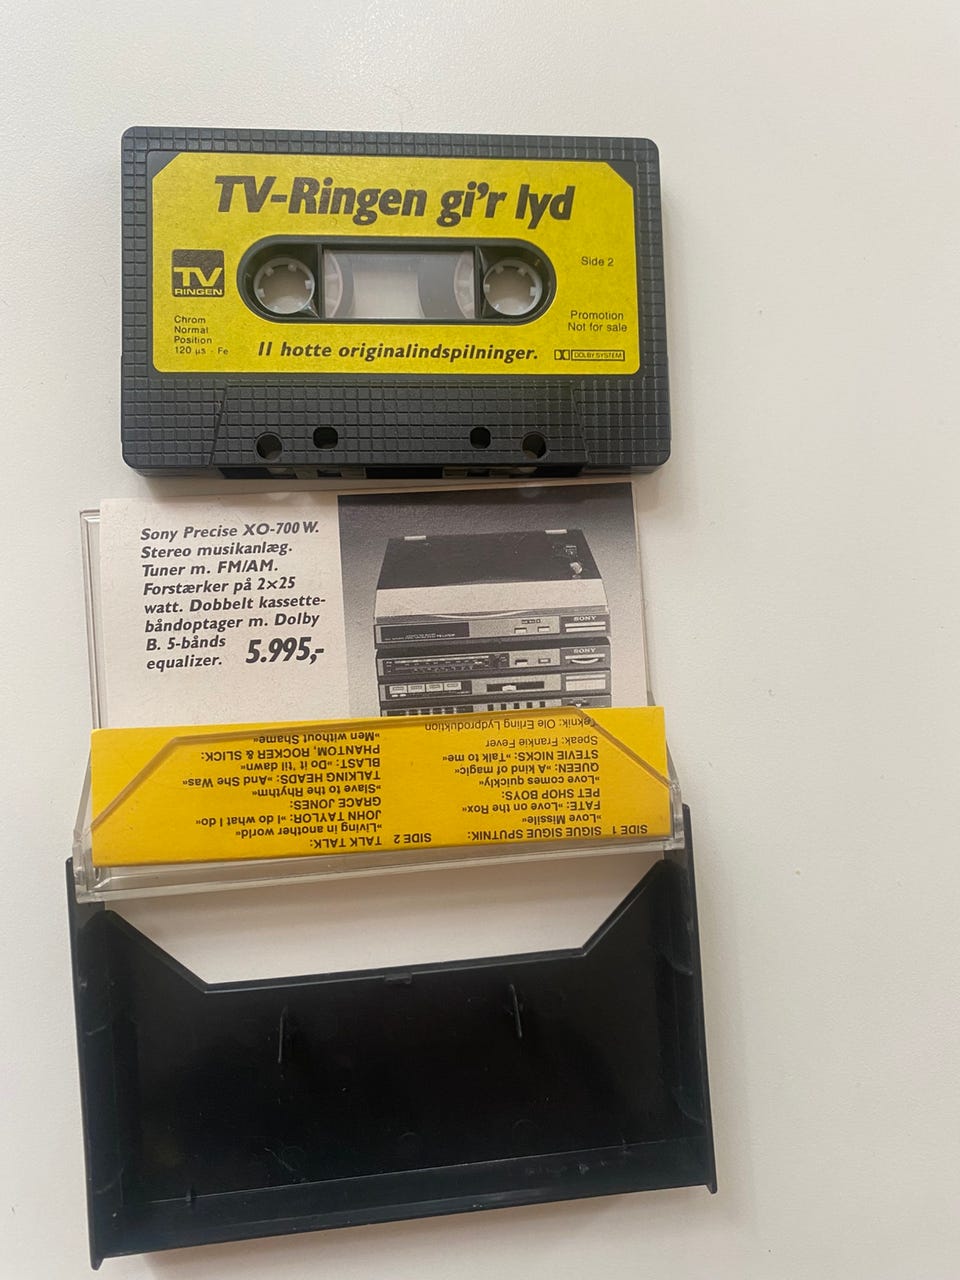 TV-Ringen gi'r lyd
TV
RINGEN
Side 2
Chrom
Normal
Position
120 µs - Fe
Promotion
Not for sale
11 hotte originalindspilninger.
DOLBY SYSTEM
Sony Precise XO-700 W.
Stereo musikanlæg.
Tuner m. FM/AM.
Forstærker på 2×25
watt. Dobbelt kassette-
båndoptager m. Dolby
B. 5-bånds
equalizer.
5.995,-
SONY
SONY
SIDE 1
SIGUE SIGUE SPUTNIK:
»Love Missile«
FATE: »Love on the Rox«
PET SHOP BOYS:
»Love comes quickly«
QUEEN: »A kind of magic«
STEVIE NICKS: »Talk to me«
Speak: Frankie Fever
Teknik: Ole Erling Lydproduktion
SIDE 2
TALK TALK:
»Living in another world«
JOHN TAYLOR: »I do what I do«
GRACE JONES:
»Slave to the Rhythm«
TALKING HEADS: »And She Was«
BLAST: »Do it 'til dawn«
PHANTOM, ROCKER & SLICK:
»Men without Shame«